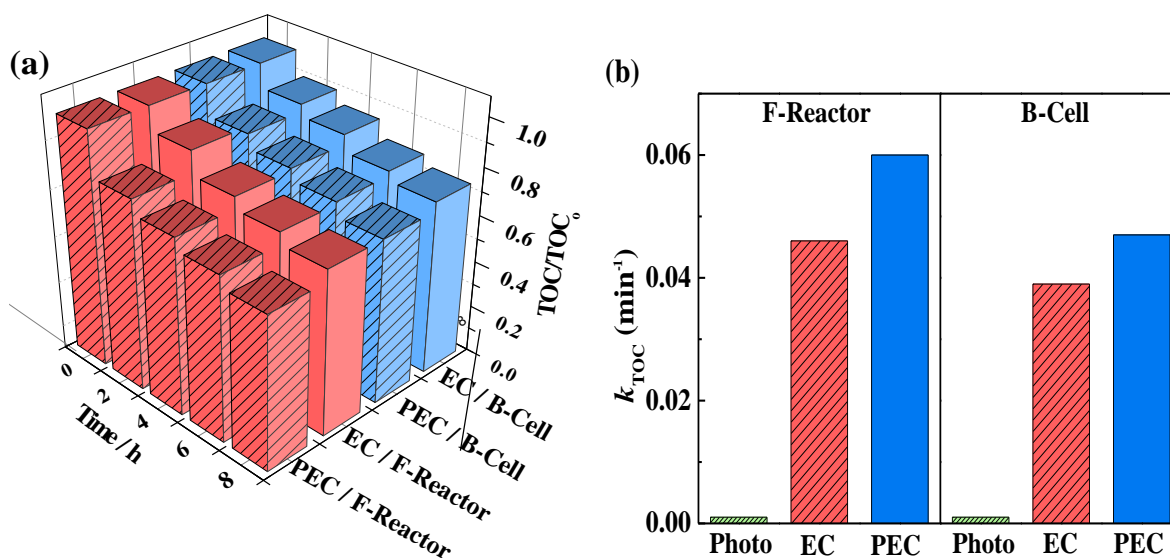 (a)
1.0
0.8
0.6
0.4
0.2
0.0
TOC/TOC₀
8
0
2
4
6
8
Time / h
EC / B-Cell
PEC / B-Cell
EC / F-Reactor
PEC / F-Reactor
(b)
F-Reactor B-Cell
0.06
0.04
0.02
0.00
k_TOC (min⁻¹)
Photo EC PEC Photo EC PEC